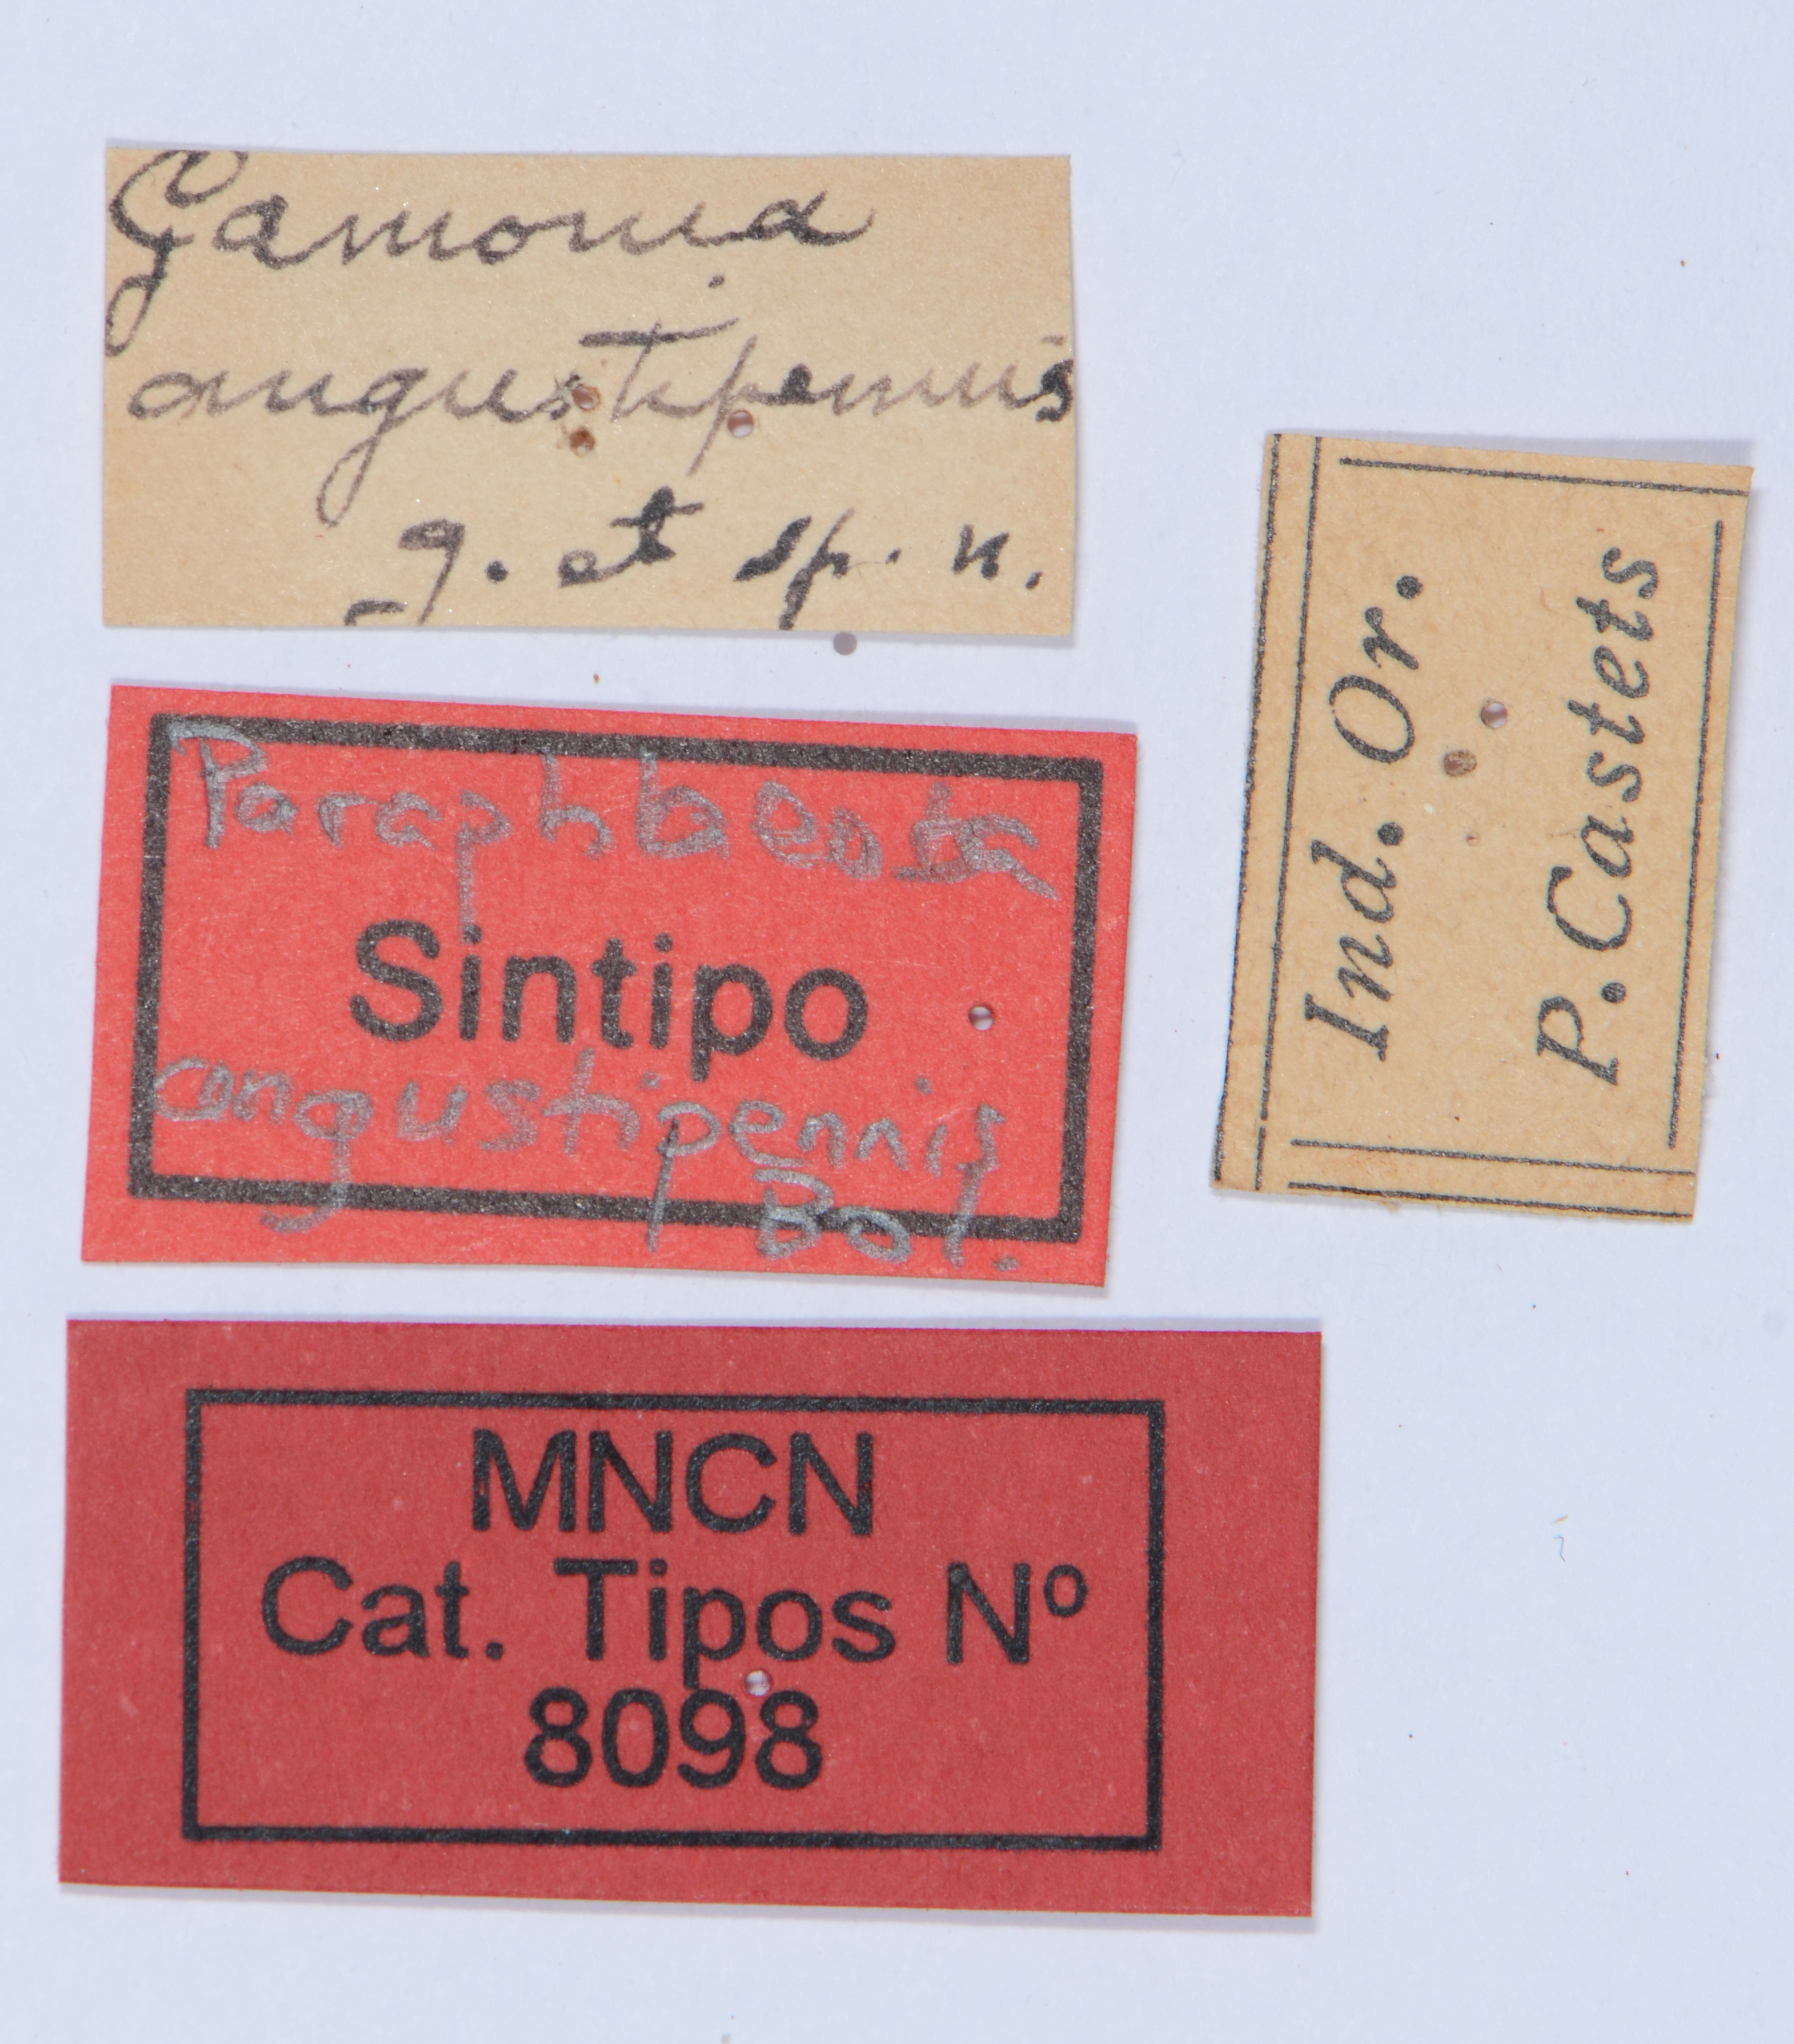 Gamonia
angustipennis
g. et sp. n.
Paraphlaeoba
Sintipo
angustipennis
Bol.
MNCN
Cat. Tipos Nº
8098
Ind. Or.
P. Castets